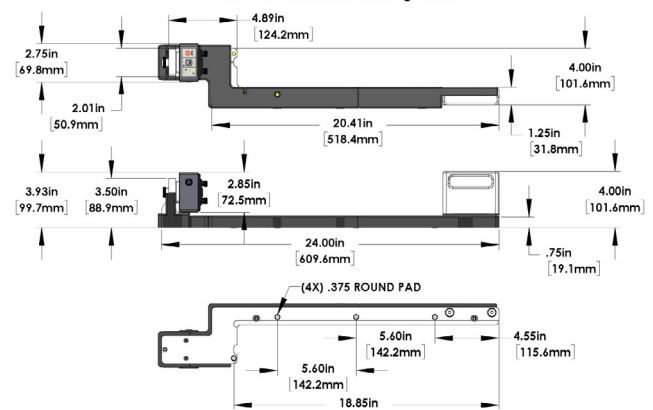 4.89in
[124.2mm]
2.75in
[69.8mm]
4.00in
[101.6mm]
2.01in
[50.9mm]
20.41in
[518.4mm]
1.25in
[31.8mm]
3.93in
[99.7mm]
3.50in
[88.9mm]
2.85in
[72.5mm]
4.00in
[101.6mm]
24.00in
[609.6mm]
.75in
[19.1mm]
(4X) .375 ROUND PAD
5.60in
[142.2mm]
4.55in
[115.6mm]
5.60in
[142.2mm]
18.85in